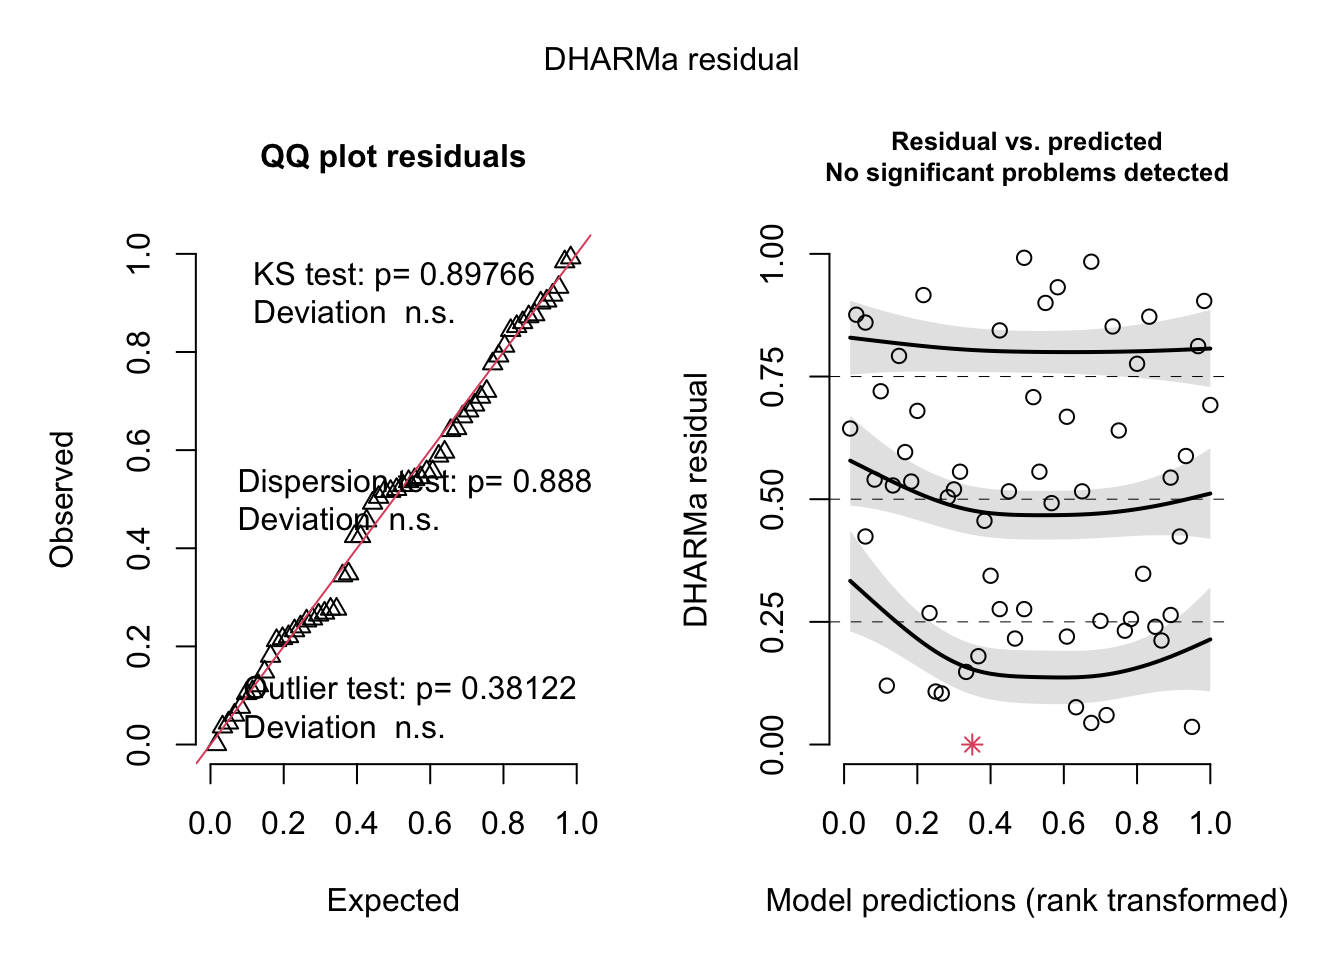 DHARMa residual
QQ plot residuals
KS test: p= 0.89766
Deviation  n.s.
Dispersion test: p= 0.888
Deviation  n.s.
Outlier test: p= 0.38122
Deviation  n.s.
Observed
0.0
0.2
0.4
0.6
0.8
1.0
0.0 0.2 0.4 0.6 0.8 1.0
Expected
Residual vs. predicted
No significant problems detected
DHARMa residual
0.00
0.25
0.50
0.75
1.00
0.0 0.2 0.4 0.6 0.8 1.0
Model predictions (rank transformed)